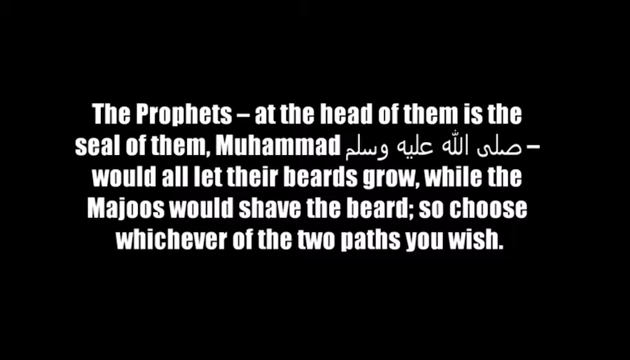 The Prophets – at the head of them is the
seal of them, Muhammad صلى الله عليه وسلم –
would all let their beards grow, while the
Majoos would shave the beard; so choose
whichever of the two paths you wish.